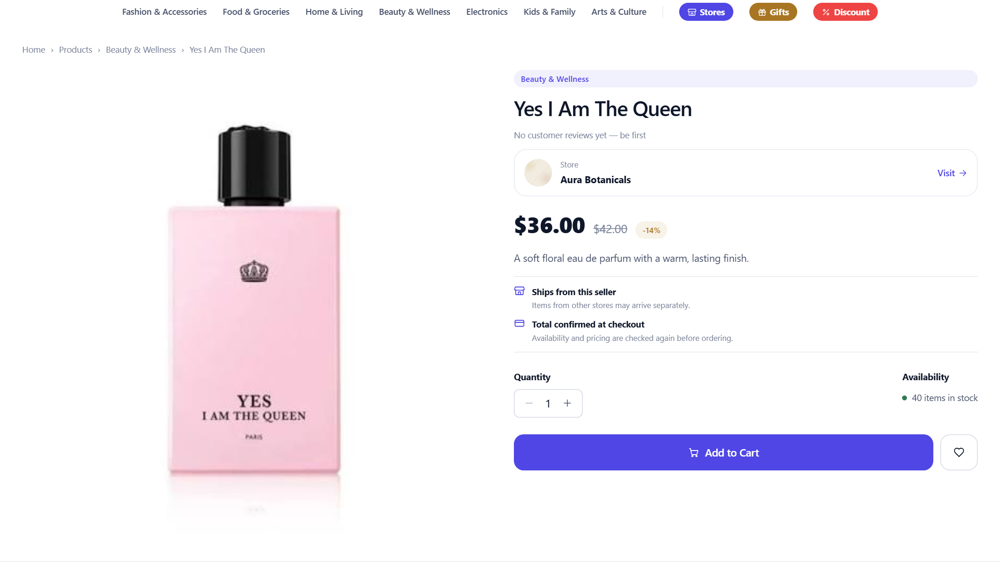 Fashion & Accessories Food & Groceries Home & Living Beauty & Wellness Electronics Kids & Family Arts & Culture Stores Gifts Discount
Home › Products › Beauty & Wellness › Yes I Am The Queen
Beauty & Wellness
Yes I Am The Queen
No customer reviews yet — be first
Store
Aura Botanicals
Visit →
$36.00 $42.00 -14%
A soft floral eau de parfum with a warm, lasting finish.
Ships from this seller
Items from other stores may arrive separately.
Total confirmed at checkout
Availability and pricing are checked again before ordering.
Quantity
Availability
− 1 +
40 items in stock
Add to Cart
YES
I AM THE QUEEN
PARIS